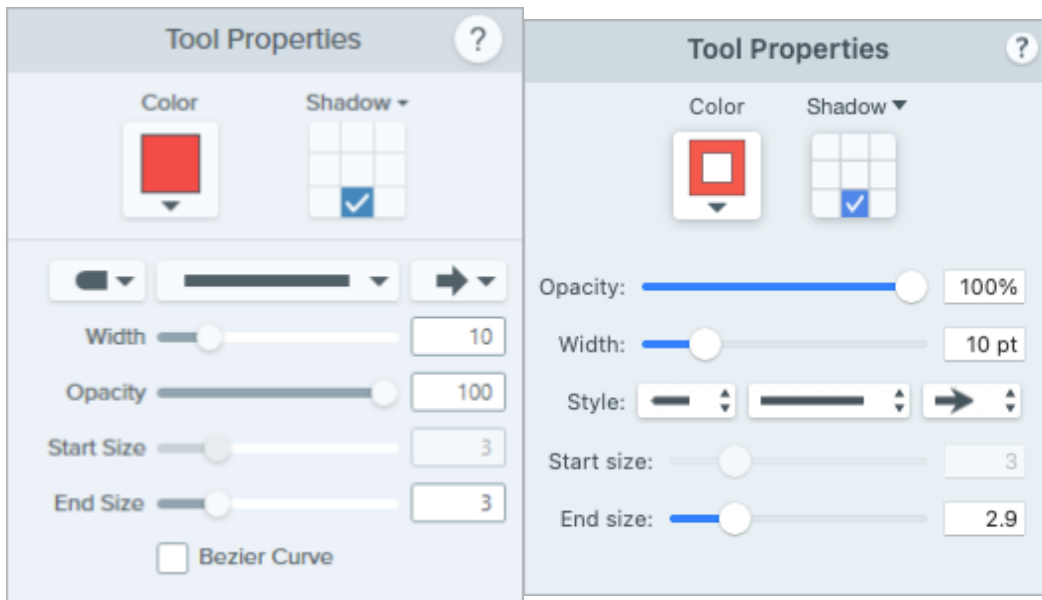 Tool Properties ?
Color Shadow
Width 10
Opacity 100
Start Size 3
End Size 3
Bezier Curve
Tool Properties ?
Color Shadow
Opacity: 100%
Width: 10 pt
Style:
Start size: 3
End size: 2.9